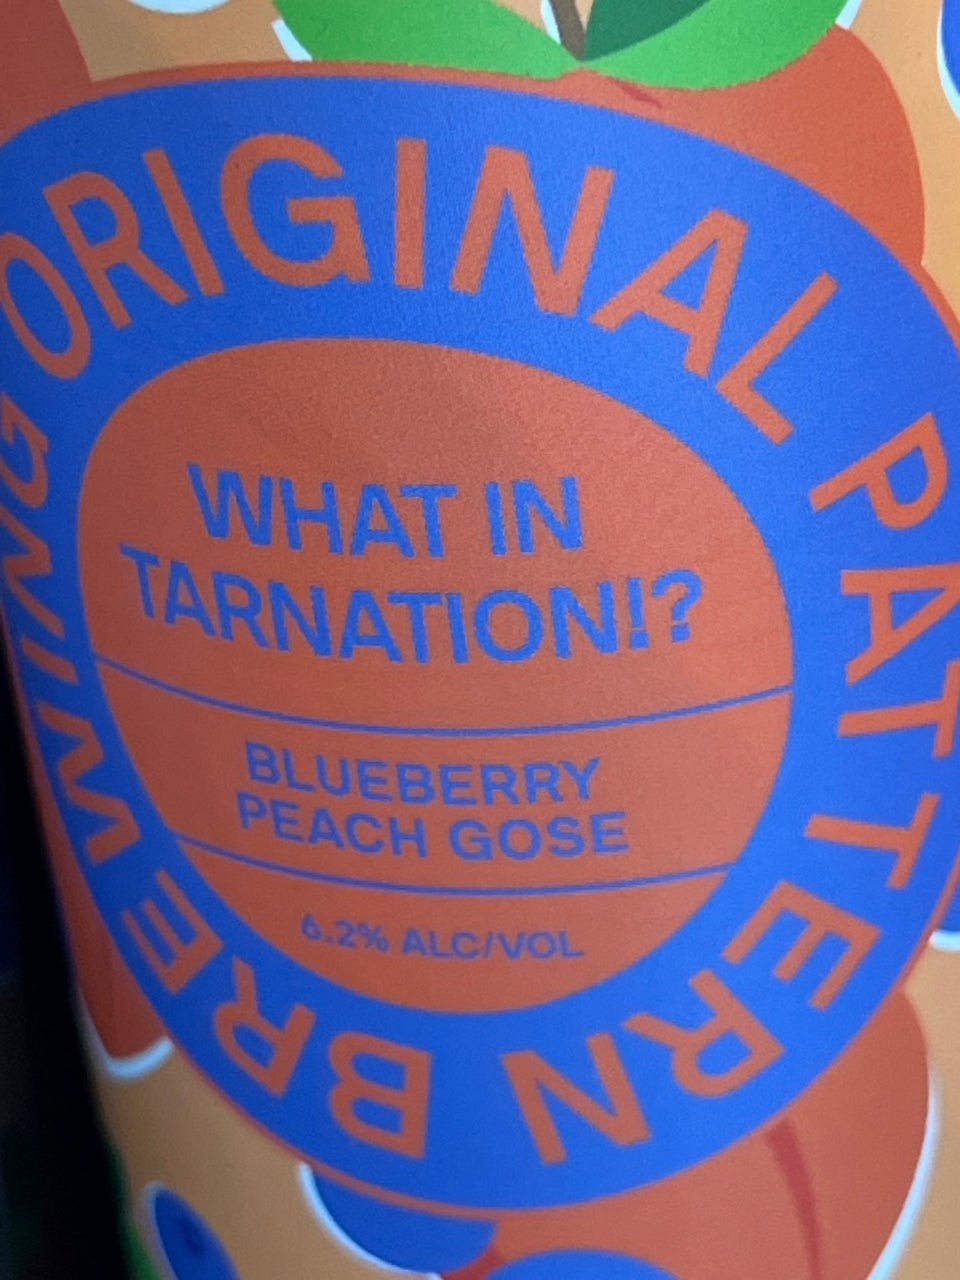 ORIGINAL PATTERN BREWING
WHAT IN
TARNATION!?
BLUEBERRY
PEACH GOSE
6.2% ALC/VOL